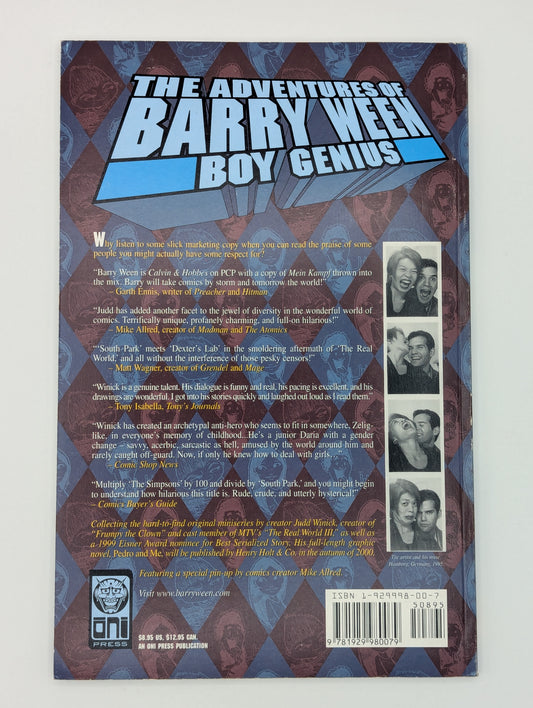 THE ADVENTURES OF
BARRY WEEN
BOY GENIUS
Why listen to some slick marketing copy when you can read the praise of some
people you might actually have some respect for?
“Barry Ween is Calvin & Hobbes on PCP with a copy of Mein Kampf thrown into
the mix. Barry will take comics by storm and tomorrow the world!”
– Garth Ennis, writer of Preacher and Hitman
“Judd has added another facet to the jewel of diversity in the wonderful world of
comics. Terrifically unique, profanely charming, and full-on hilarious!”
– Mike Allred, creator of Madman and The Atomics
“‘South Park’ meets ‘Dexter’s Lab’ in the smoldering aftermath of ‘The Real
World,’ and all without the interference of those pesky censors!”
– Matt Wagner, creator of Grendel and Mage
“Winick is a genuine talent. His dialogue is funny and real, his pacing is excellent, and his
drawings are wonderful. I got into his stories quickly and laughed out loud as I read them.”
Tony Isabella, Tony’s Journals
“Winick has created an archetypal anti-hero who seems to fit in somewhere, Zelig-
like, in everyone’s memory of childhood...He’s a junior Daria with a gender
change – savvy, acerbic, sarcastic as hell, amused by the world around him and
rarely caught off-guard. Now, if only he knew how to deal with girls...”
– Comic Shop News
“Multiply ‘The Simpsons’ by 100 and divide by ‘South Park,’ and you might begin
to understand how hilarious this title is. Rude, crude, and utterly hysterical!”
– Comics Buyer’s Guide
Collecting the hard-to-find original miniseries by creator Judd Winick, creator of
“Frumpy the Clown” and cast member of MTV’s “The Real World III,” as well as
a 1999 Eisner Award nominee for Best Serialized Story. His full-length graphic
novel, Pedro and Me, will be published by Henry Holt & Co. in the autumn of 2000.
The artist and his muse
Hamburg, Germany, 1995
Featuring a special pin-up by comics creator Mike Allred.
Visit www.barryween.com
ONI
PRESS
$8.95 US, $12.95 CAN.
AN ONI PRESS PUBLICATION
ISBN 1-929998-00-7
50895
9 781929 980079